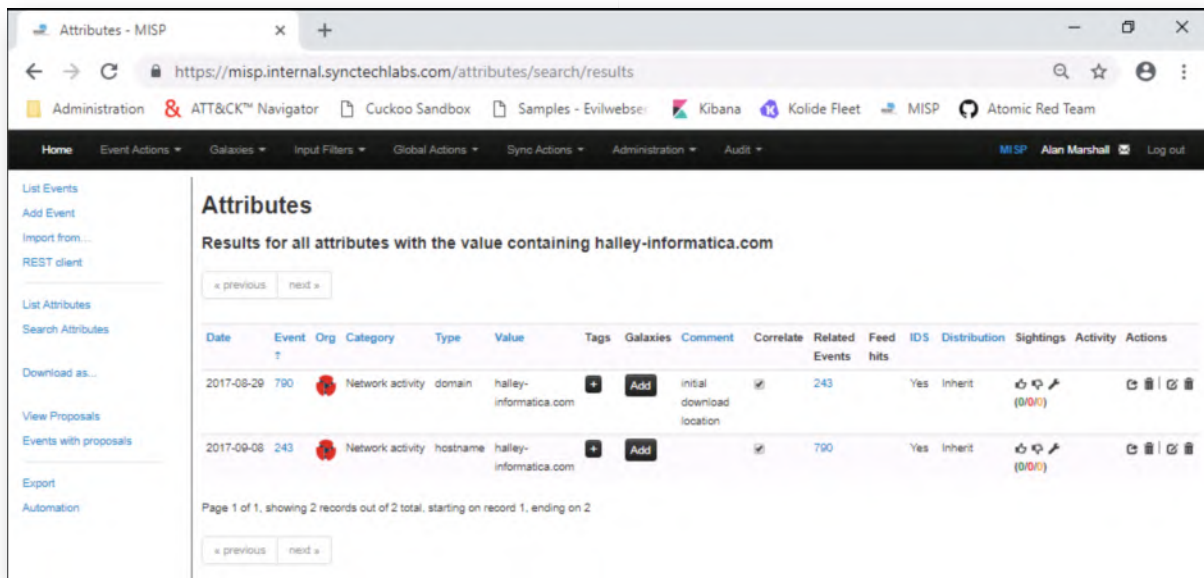 Attributes - MISP
https://misp.internal.synctechlabs.com/attributes/search/results
Administration ATT&CK™ Navigator Cuckoo Sandbox Samples - Evilwebser Kibana Kolide Fleet MISP Atomic Red Team
Home Event Actions Galaxies Input Filters Global Actions Sync Actions Administration Audit MISP Alan Marshall Log out
List Events
Add Event
Import from...
REST client
List Attributes
Search Attributes
Download as...
View Proposals
Events with proposals
Export
Automation
Attributes
Results for all attributes with the value containing halley-informatica.com
« previous next »
Date Event ↑ Org Category Type Value Tags Galaxies Comment Correlate Related Events Feed hits IDS Distribution Sightings Activity Actions
2017-08-29 790 Network activity domain halley- + Add initial 243 Yes Inherit
informatica.com download (0/0/0)
location
2017-09-08 243 Network activity hostname halley- + Add 790 Yes Inherit
informatica.com (0/0/0)
Page 1 of 1, showing 2 records out of 2 total, starting on record 1, ending on 2
« previous next »